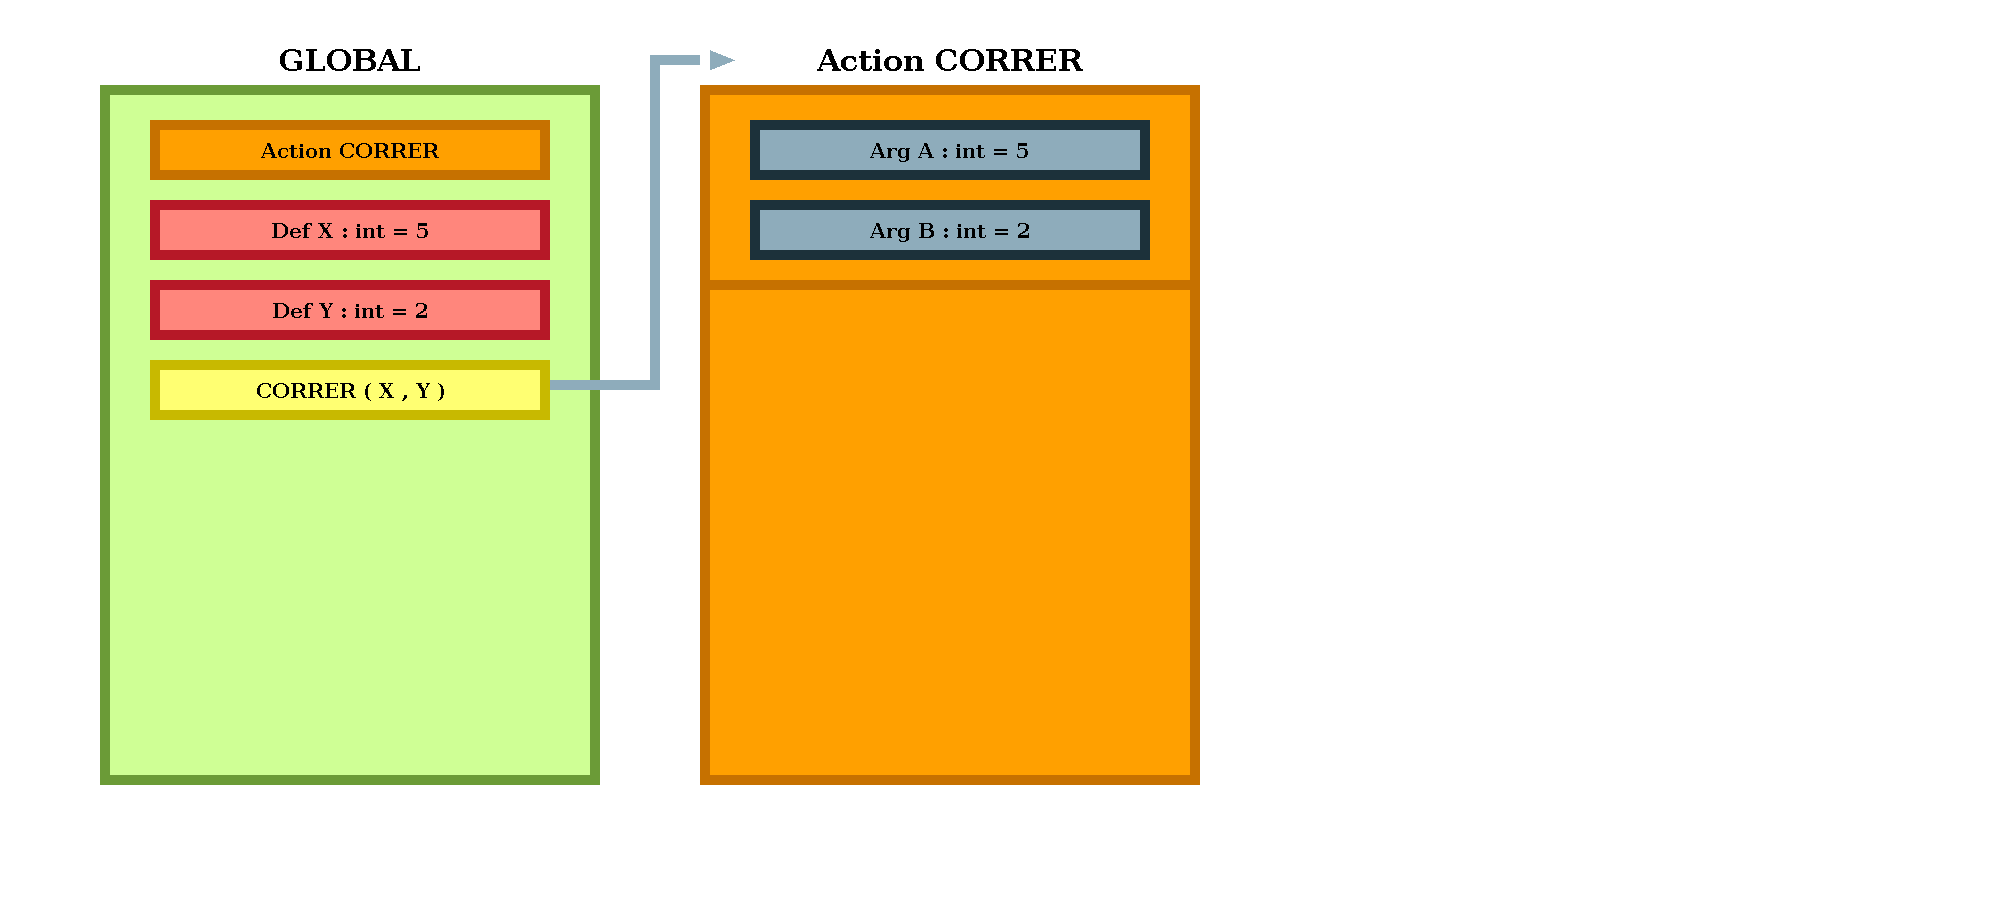 GLOBAL
Action CORRER
Def X : int = 5
Def Y : int = 2
CORRER ( X , Y )
Action CORRER
Arg A : int = 5
Arg B : int = 2